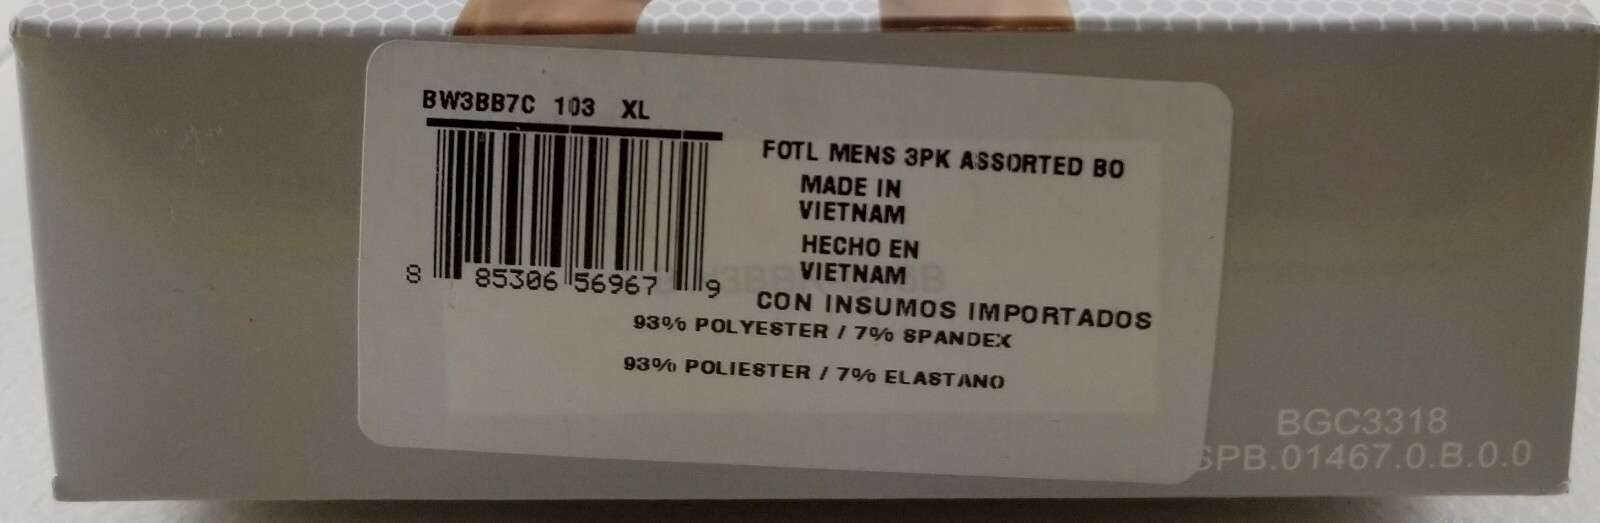 BW3BB7C 103 XL
8 85306 56967 9
FOTL MENS 3PK ASSORTED BO
MADE IN
VIETNAM
HECHO EN
VIETNAM
CON INSUMOS IMPORTADOS
93% POLYESTER / 7% SPANDEX
93% POLIESTER / 7% ELASTANO
BGC3318
SPB.01467.0.B.0.0